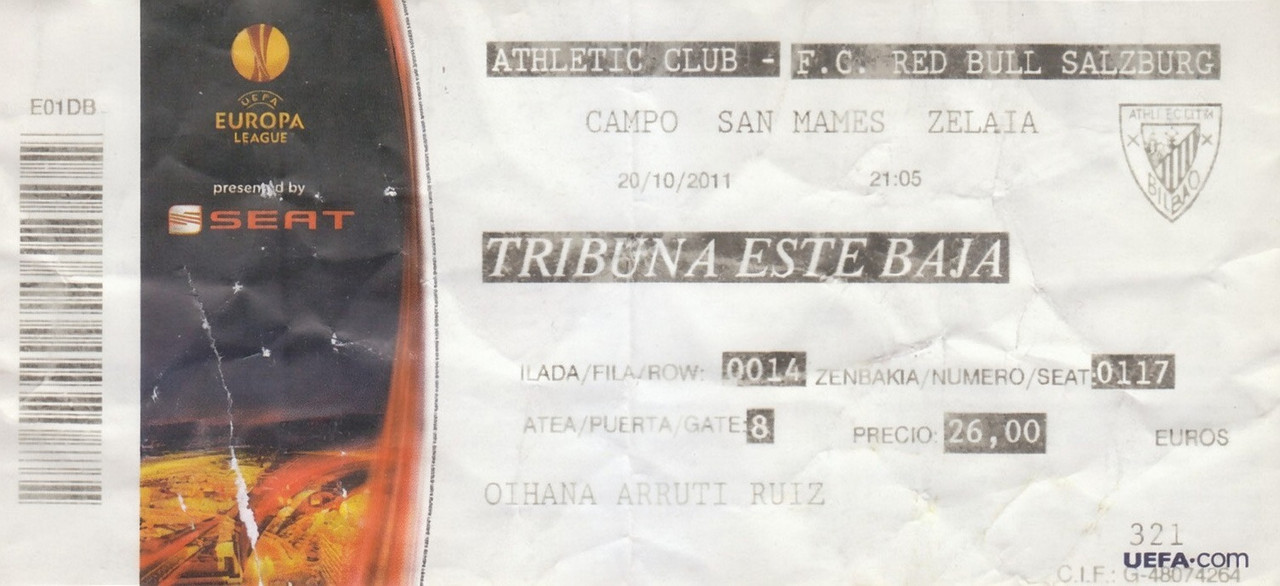 E01DB
UEFA
EUROPA
LEAGUE
presented by
SEAT
ATHLETIC CLUB - F.C. RED BULL SALZBURG
CAMPO SAN MAMES ZELAIA
20/10/2011 21:05
ATHLETIC CLUB
BILBAO
TRIBUNA ESTE BAJA
ILADA/FILA/ROW: 0014 ZENBAKIA/NUMERO/SEAT: 0117
ATEA/PUERTA/GATE: 8 PRECIO: 26,00 EUROS
OIHANA ARRUTI RUIZ
321
UEFA.com
C.I.F.: G-48074264